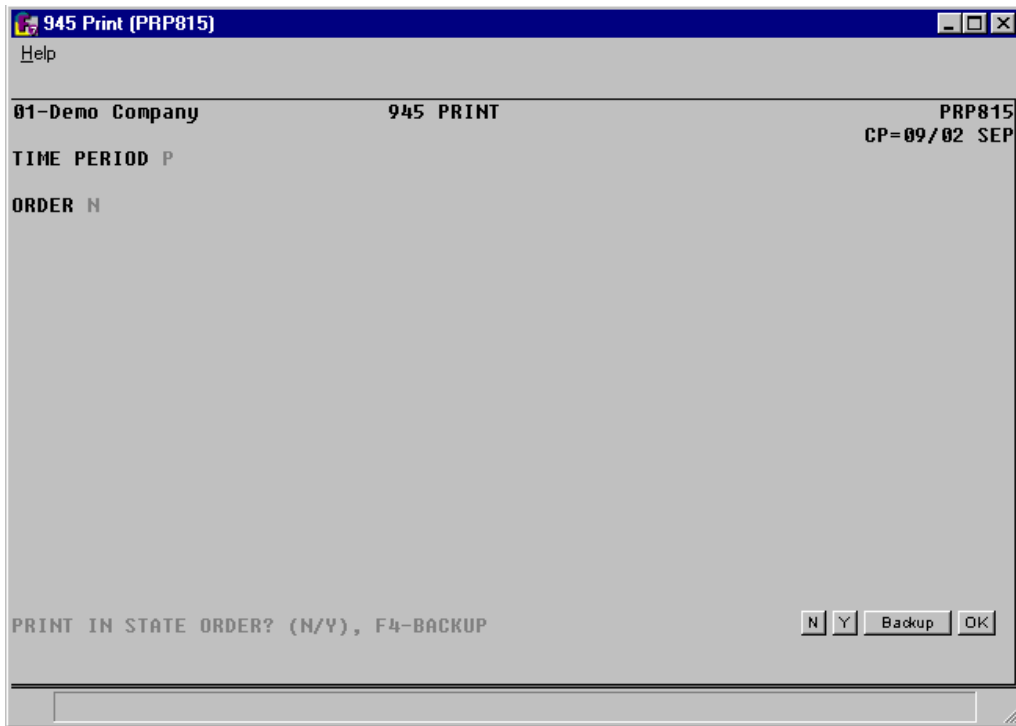 945 Print (PRP815)
Help
01-Demo Company 945 PRINT PRP815
CP=09/02 SEP
TIME PERIOD P
ORDER N
PRINT IN STATE ORDER? (N/Y), F4-BACKUP N Y Backup OK